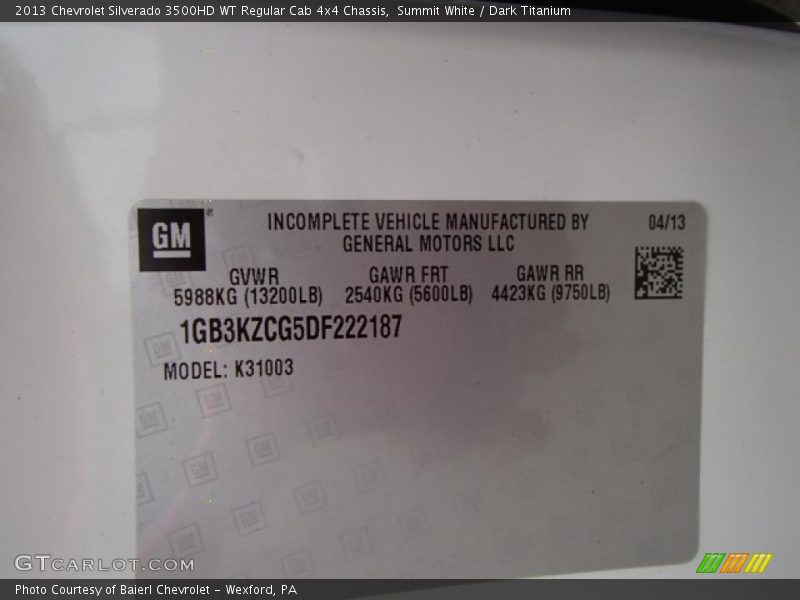 2013 Chevrolet Silverado 3500HD WT Regular Cab 4x4 Chassis,  Summit White / Dark Titanium
GM
INCOMPLETE VEHICLE MANUFACTURED BY
GENERAL MOTORS LLC
04/13
GVWR GAWR FRT GAWR RR
5988KG (13200LB) 2540KG (5600LB) 4423KG (9750LB)
1GB3KZCG5DF222187
MODEL: K31003
GTCARLOT.COM
Photo Courtesy of Baierl Chevrolet - Wexford, PA